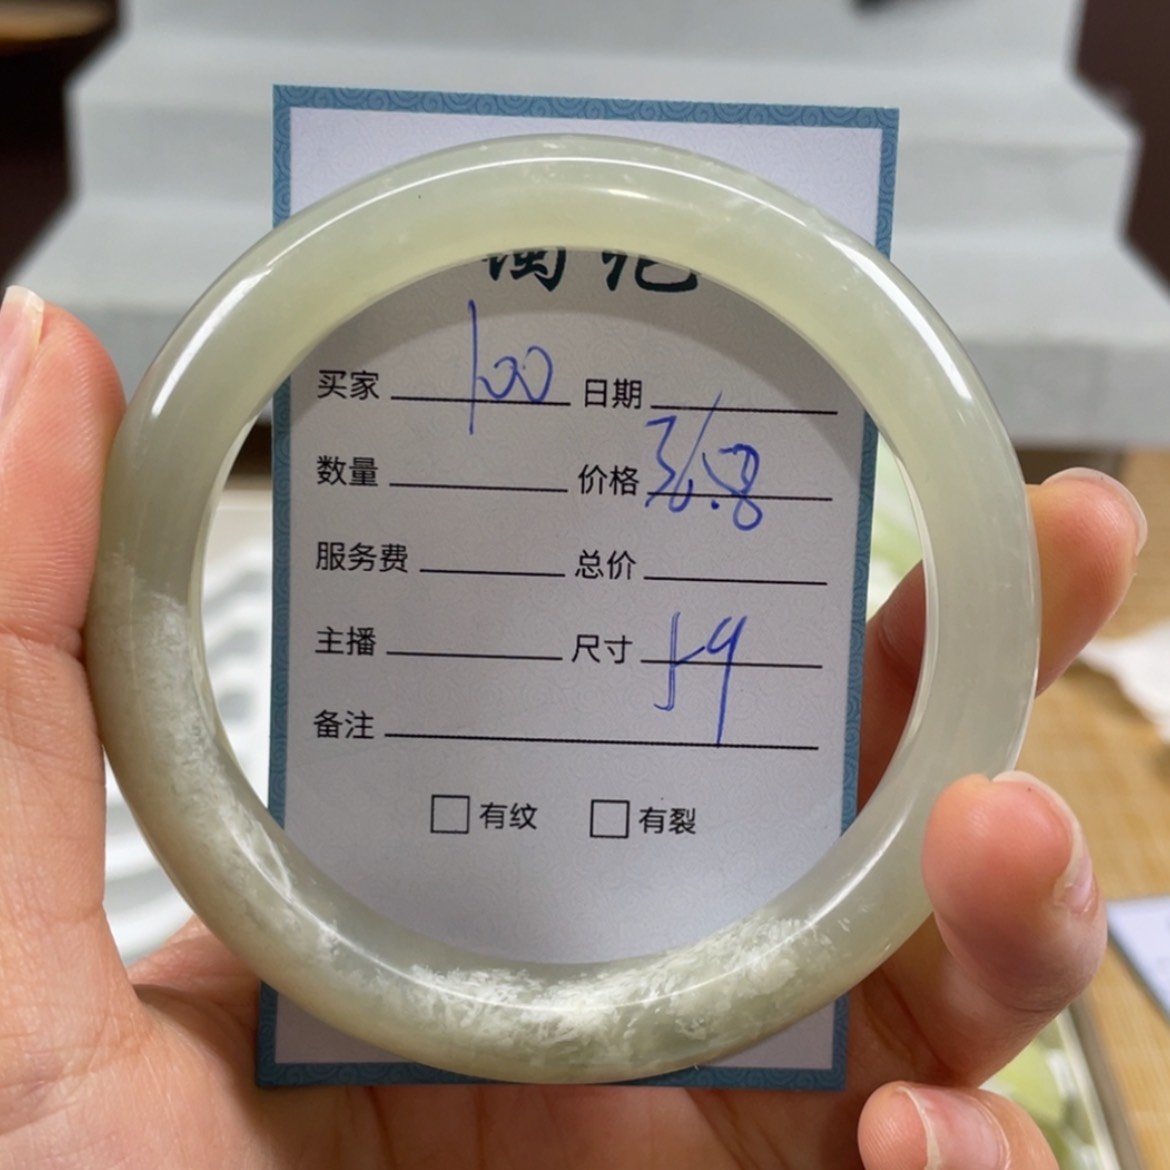 买家 100 日期
数量 价格 36.8
服务费 总价
主播 尺寸 59
备注
□ 有纹 □ 有裂